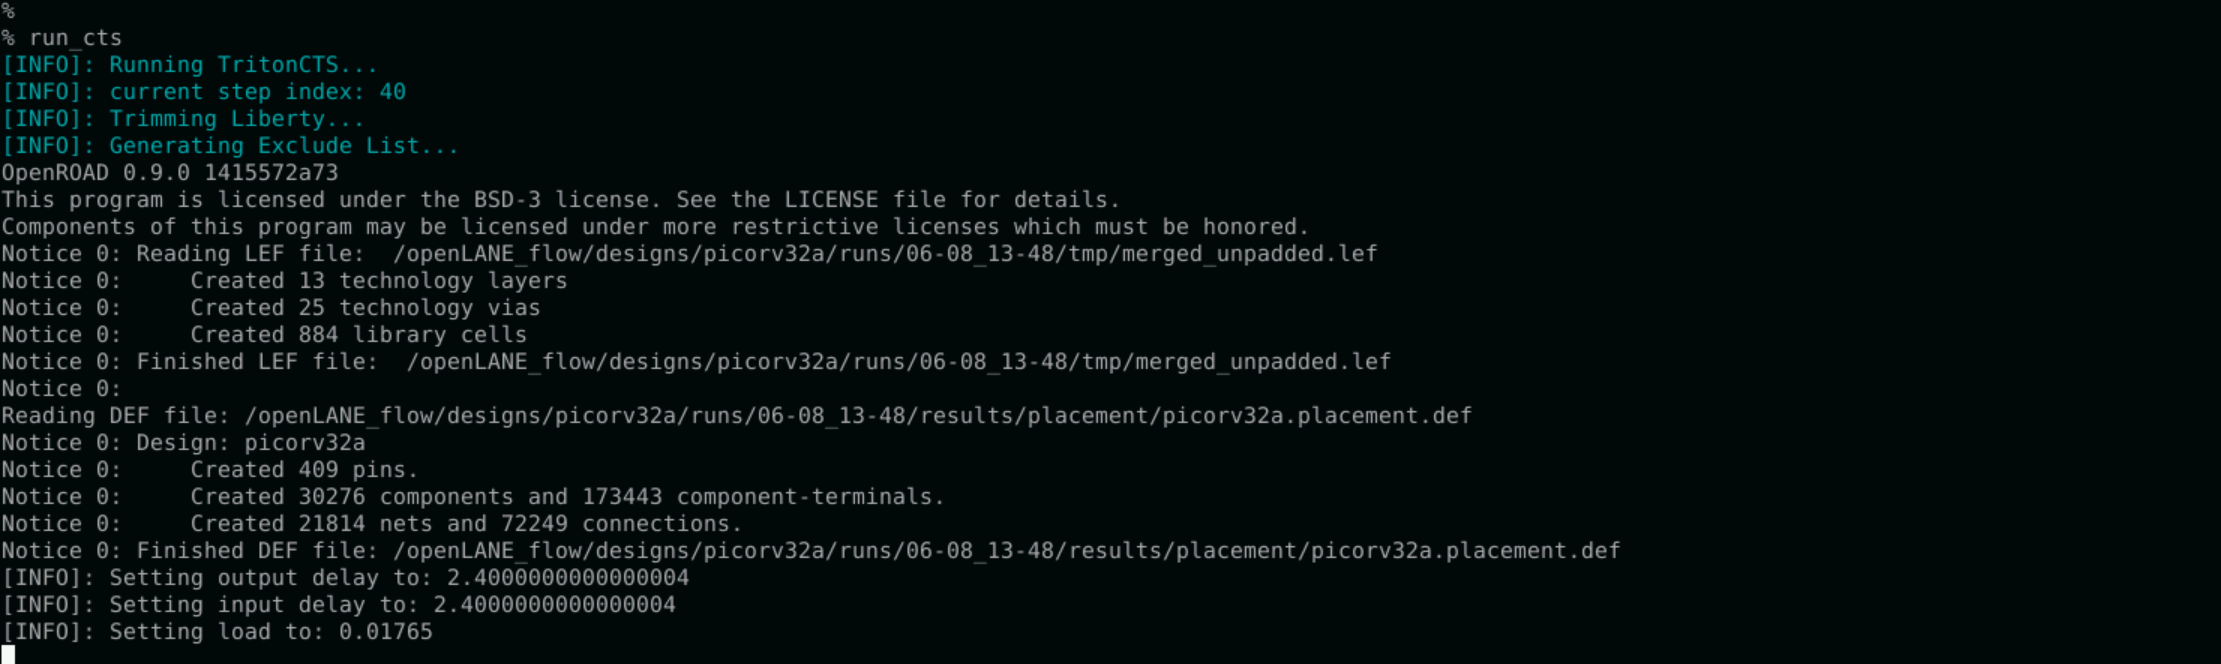 %
% run_cts
[INFO]: Running TritonCTS...
[INFO]: current step index: 40
[INFO]: Trimming Liberty...
[INFO]: Generating Exclude List...
OpenROAD 0.9.0 1415572a73
This program is licensed under the BSD-3 license. See the LICENSE file for details.
Components of this program may be licensed under more restrictive licenses which must be honored.
Notice 0: Reading LEF file:  /openLANE_flow/designs/picorv32a/runs/06-08_13-48/tmp/merged_unpadded.lef
Notice 0:     Created 13 technology layers
Notice 0:     Created 25 technology vias
Notice 0:     Created 884 library cells
Notice 0: Finished LEF file:  /openLANE_flow/designs/picorv32a/runs/06-08_13-48/tmp/merged_unpadded.lef
Notice 0:
Reading DEF file: /openLANE_flow/designs/picorv32a/runs/06-08_13-48/results/placement/picorv32a.placement.def
Notice 0: Design: picorv32a
Notice 0:     Created 409 pins.
Notice 0:     Created 30276 components and 173443 component-terminals.
Notice 0:     Created 21814 nets and 72249 connections.
Notice 0: Finished DEF file: /openLANE_flow/designs/picorv32a/runs/06-08_13-48/results/placement/picorv32a.placement.def
[INFO]: Setting output delay to: 2.4000000000000004
[INFO]: Setting input delay to: 2.4000000000000004
[INFO]: Setting load to: 0.01765